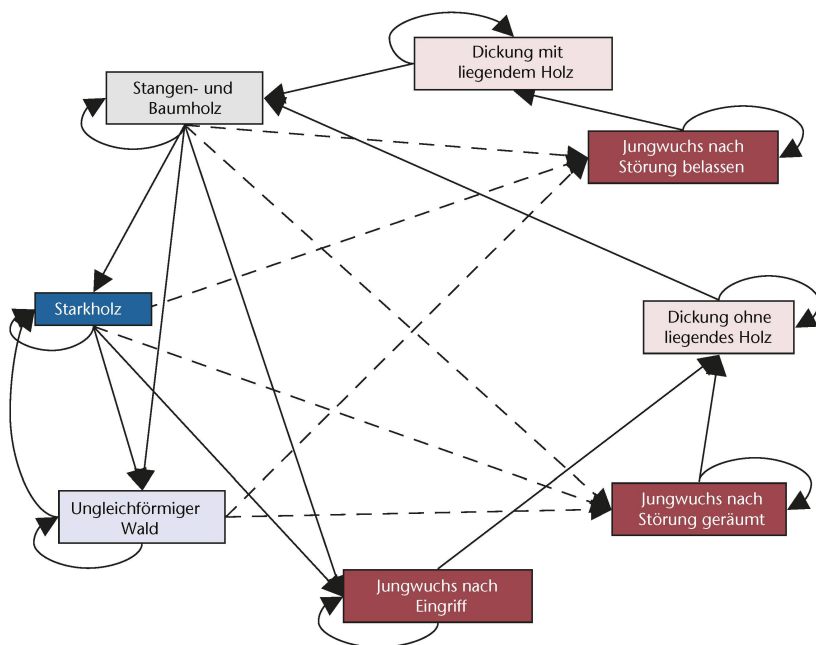 Dickung mit
liegendem Holz
Stangen- und
Baumholz
Jungwuchs nach
Störung belassen
Starkholz
Dickung ohne
liegendes Holz
Ungleichförmiger
Wald
Jungwuchs nach
Störung geräumt
Jungwuchs nach
Eingriff